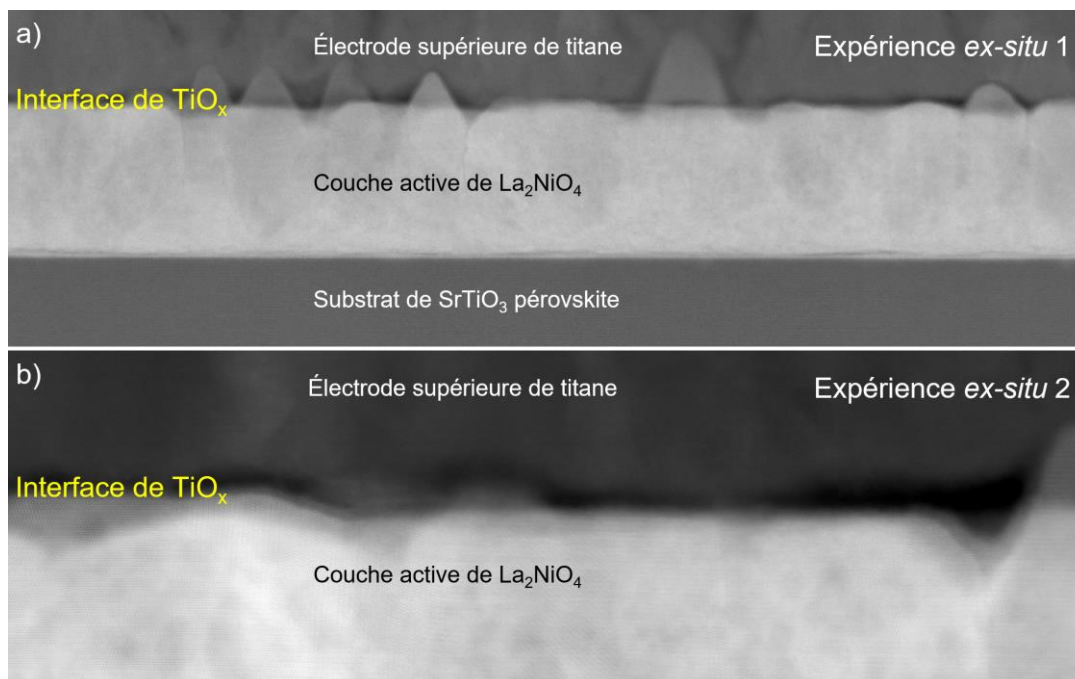 a)
Électrode supérieure de titane
Expérience ex-situ 1
Interface de TiOₓ
Couche active de La₂NiO₄
Substrat de SrTiO₃ pérovskite
b)
Électrode supérieure de titane
Expérience ex-situ 2
Interface de TiOₓ
Couche active de La₂NiO₄